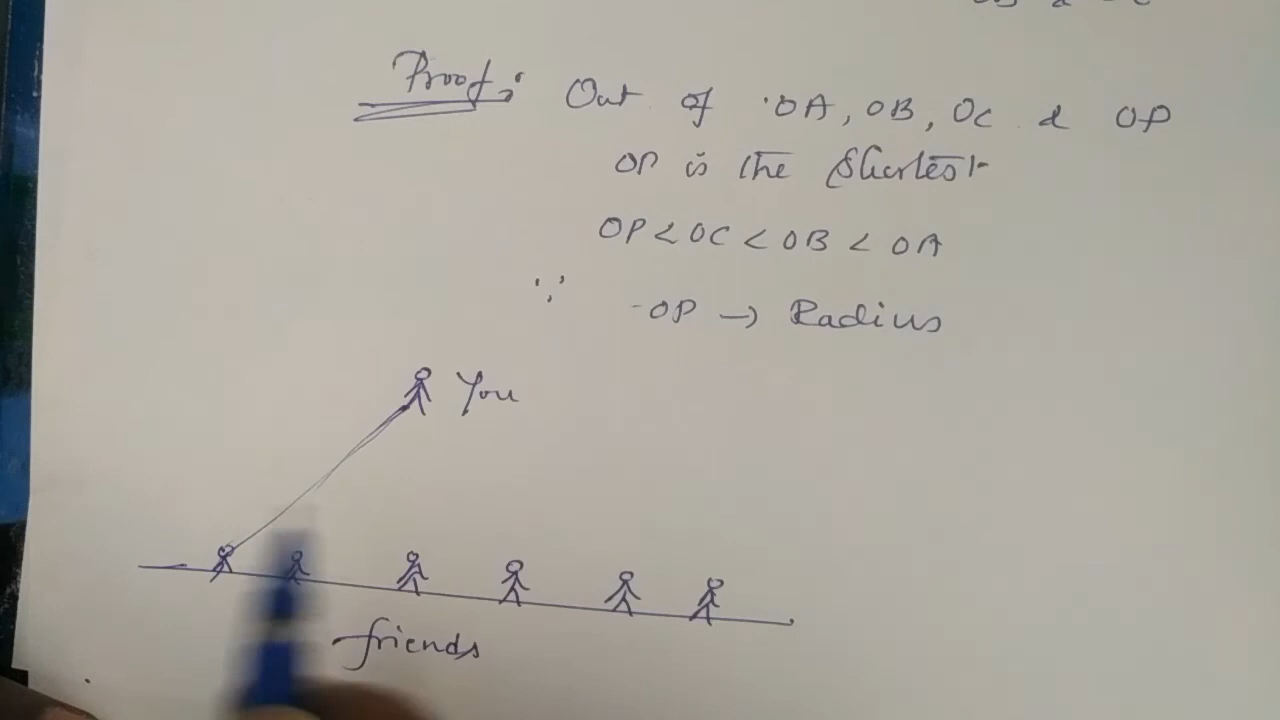 Proof: Out of OA, OB, OC & OP
OP is the Shortest
OP < OC < OB < OA
∵ OP → Radius
You
friends